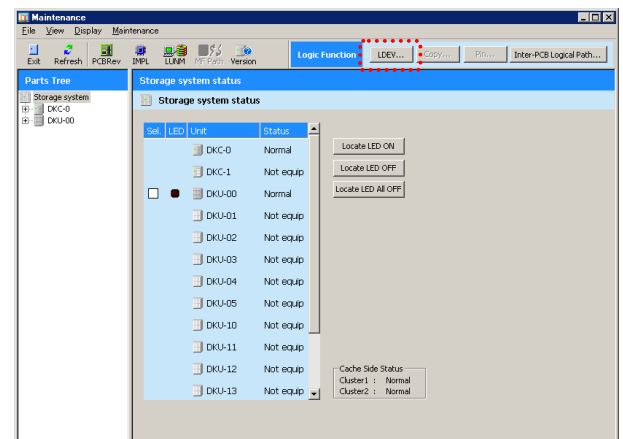 Maintenance
File View Display Maintenance
Exit Refresh PCBRev IMPL LUNM MF Path Version Logic Function LDEV... Copy... Pin... Inter-PCB Logical Path...
Parts Tree
Storage system
DKC-0
DKU-00
Storage system status
Storage system status
Sel. LED Unit Status
DKC-0 Normal
DKC-1 Not equip
DKU-00 Normal
DKU-01 Not equip
DKU-02 Not equip
DKU-03 Not equip
DKU-04 Not equip
DKU-05 Not equip
DKU-10 Not equip
DKU-11 Not equip
DKU-12 Not equip
DKU-13 Not equip
Locate LED ON
Locate LED OFF
Locate LED All OFF
Cache Side Status
Cluster1 : Normal
Cluster2 : Normal